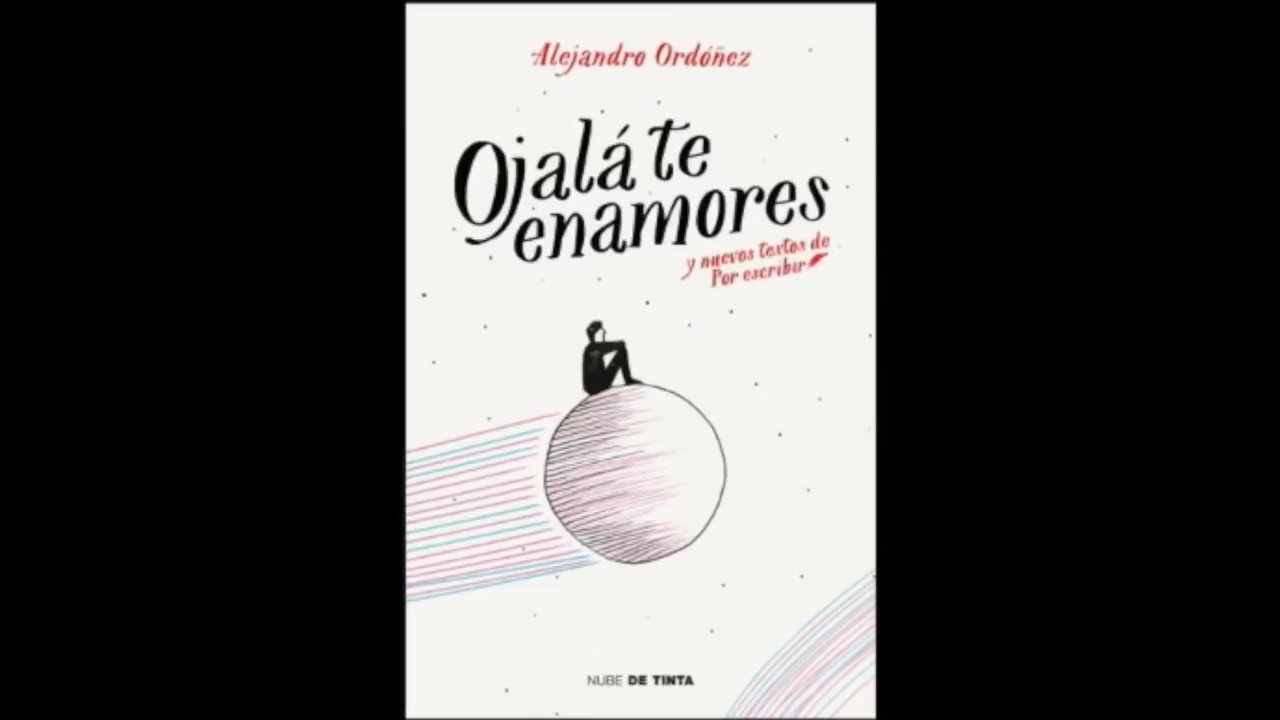 Alejandro Ordóñez
Ojalá te
enamores
y nuevos textos de
Por escribir
NUBE DE TINTA